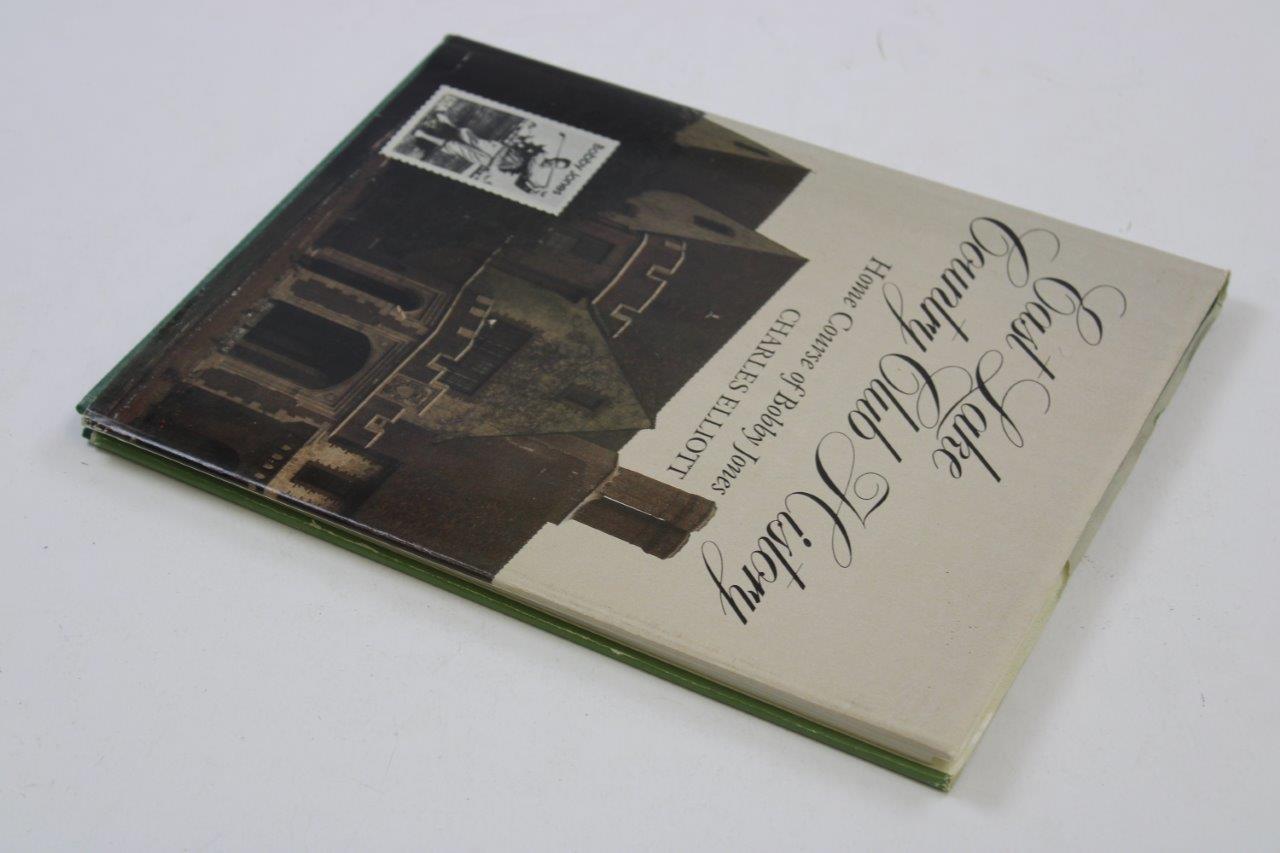 East Lake
Country Club History
Home Course of Bobby Jones
CHARLES ELLIOTT
Bobby Jones